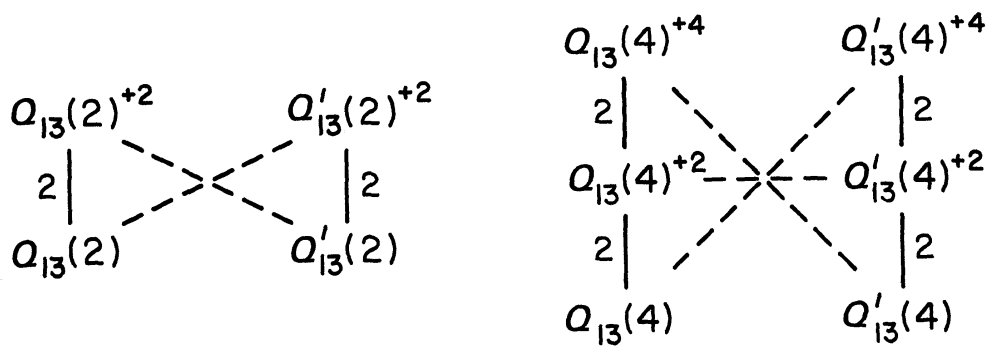 Q₁₃(2)⁺² Q′₁₃(2)⁺²
2 2
Q₁₃(2) Q′₁₃(2)
Q₁₃(4)⁺⁴ Q′₁₃(4)⁺⁴
2 2
Q₁₃(4)⁺² Q′₁₃(4)⁺²
2 2
Q₁₃(4) Q′₁₃(4)